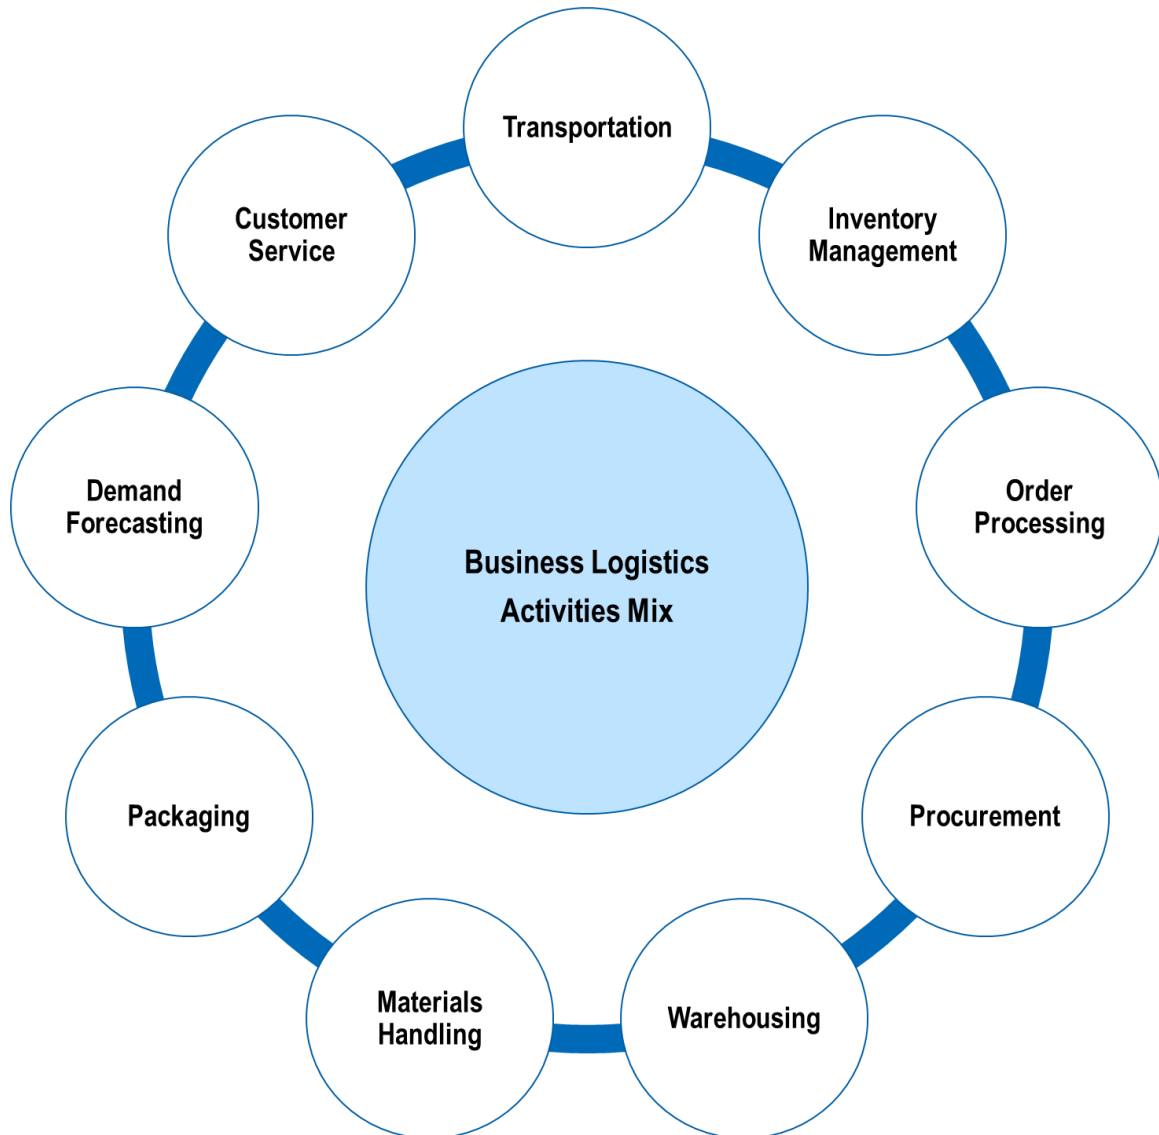 Transportation
Customer
Service
Inventory
Management
Demand
Forecasting
Order
Processing
Business Logistics
Activities Mix
Packaging
Procurement
Materials
Handling
Warehousing